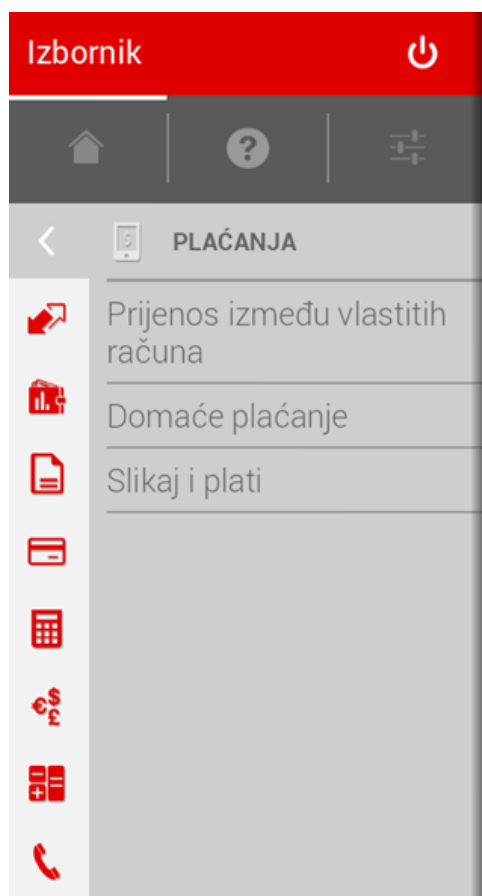 Izbornik
PLAĆANJA
Prijenos između vlastitih
računa
Domaće plaćanje
Slikaj i plati